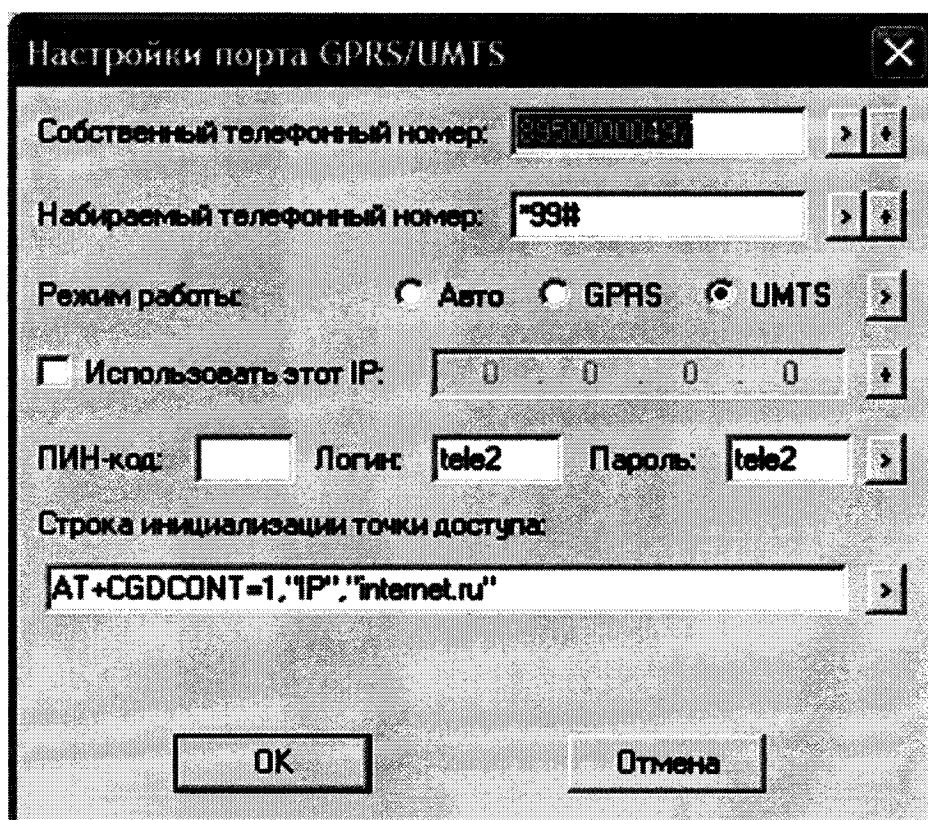 Настройки порта GPRS/UMTS
Собственный телефонный номер:
Набираемый телефонный номер: *99#
Режим работы: Авто GPRS UMTS
Использовать этот IP: 0 . 0 . 0 . 0
ПИН-код: Логин: tele2 Пароль: tele2
Строка инициализации точки доступа:
AT+CGDCONT=1,"IP","internet.ru"
OK Отмена